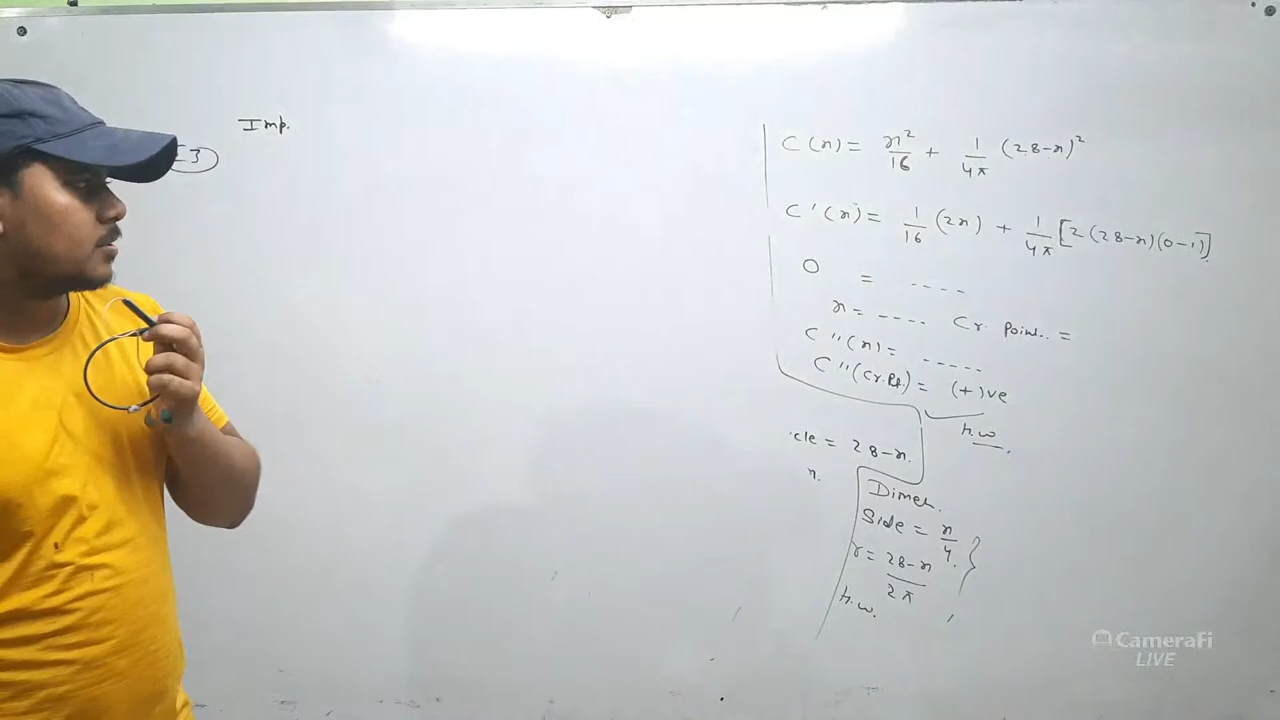 Imp.
C(x) = x²/16 + 1/4π (28-x)²
C'(x) = 1/16 (2x) + 1/4π [2(28-x)(0-1)]
0 = ----
x = ---- Cr. Point.. =
C''(x) = -----
C''(Cr.Pt.) = (+)ve
h.w.
cle = 28-x.
x.
Dimen.
Side = x/4.
r = 28-x/2π
h.w.
CameraFi
LIVE